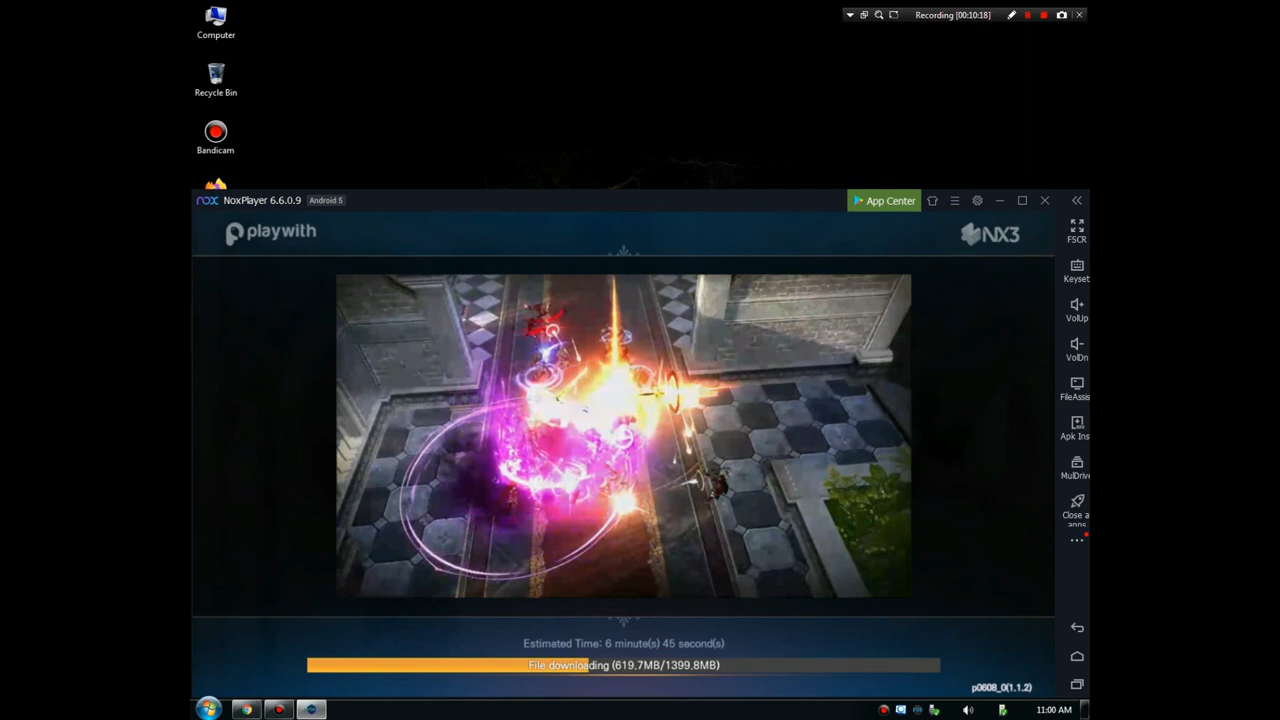 Recording [00:10:18]
Computer
Recycle Bin
Bandicam
nox NoxPlayer 6.6.0.9 Android 5 App Center
playwith
NX3
FSCR
Keyset
VolUp
VolDn
FileAssis
Apk Ins
MulDrive
Close a
apps
Estimated Time: 6 minute(s) 45 second(s)
File downloading (619.7MB/1399.8MB)
p0608_0(1.1.2)
11:00 AM